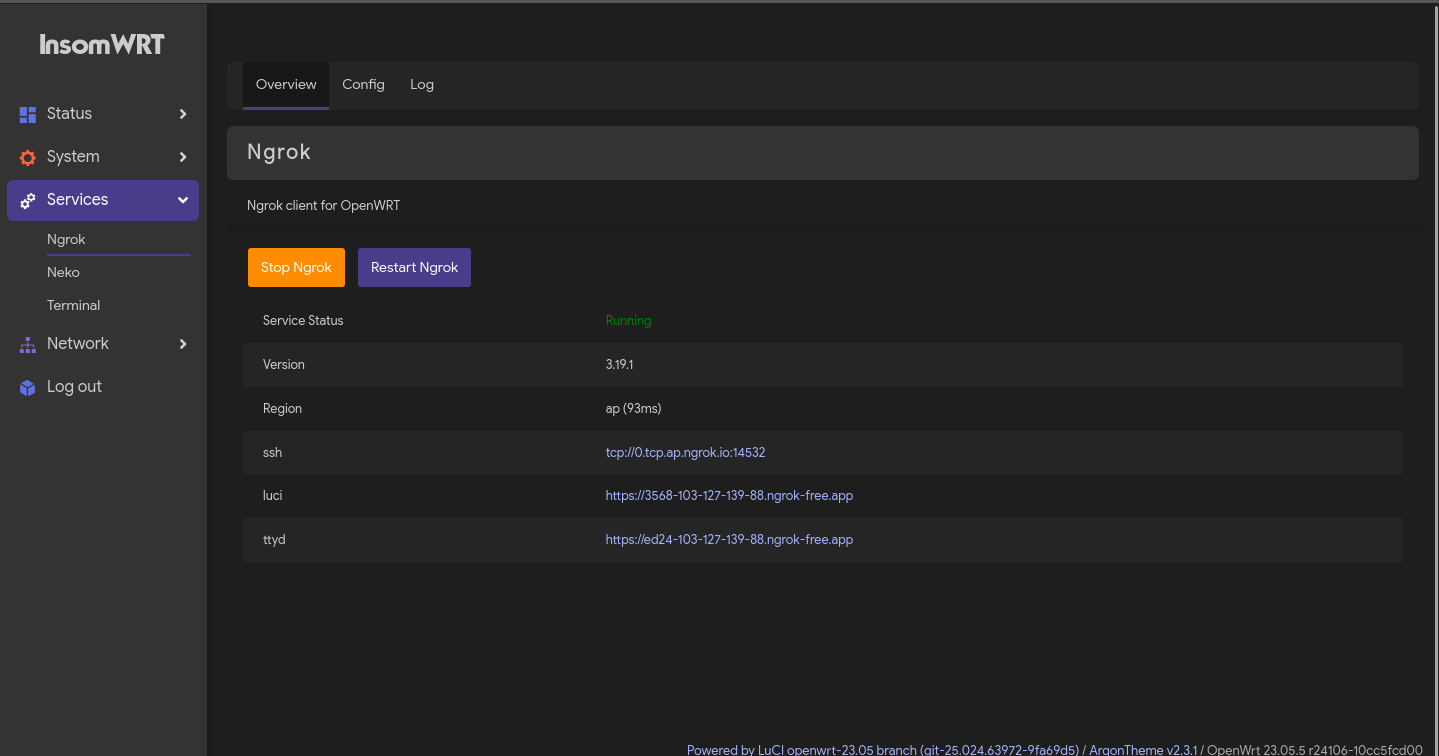 InsomWRT
Status
System
Services
Ngrok
Neko
Terminal
Network
Log out
Overview Config Log
Ngrok
Ngrok client for OpenWRT
Stop Ngrok Restart Ngrok
Service Status Running
Version 3.19.1
Region ap (93ms)
ssh tcp://0.tcp.ap.ngrok.io:14532
luci https://3568-103-127-139-88.ngrok-free.app
ttyd https://ed24-103-127-139-88.ngrok-free.app
Powered by LuCI openwrt-23.05 branch (git-25.024.63972-9fa69d5) / ArgonTheme v2.3.1 / OpenWrt 23.05.5 r24106-10cc5fcd00